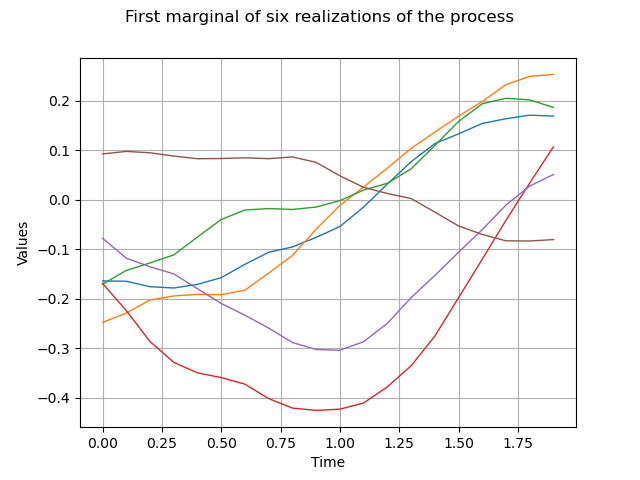 First marginal of six realizations of the process
Values
0.2
0.1
0.0
−0.1
−0.2
−0.3
−0.4
0.00 0.25 0.50 0.75 1.00 1.25 1.50 1.75
Time